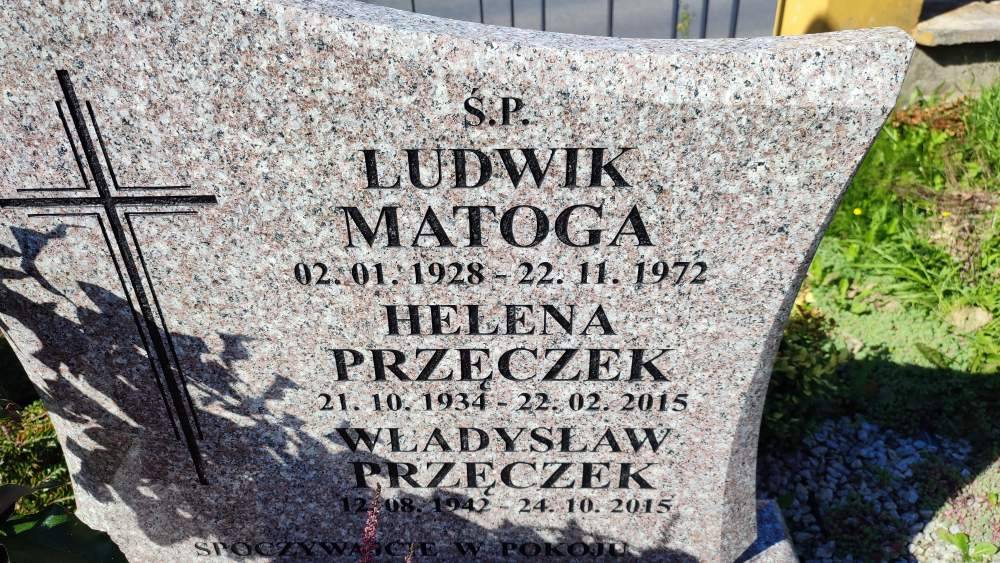 Ś.P.
LUDWIK
MATOGA
02. 01. 1928 - 22. 11. 1972
HELENA
PRZĘCZEK
21. 10. 1934 - 22. 02. 2015
WŁADYSŁAW
PRZĘCZEK
12. 08. 1942 - 24. 10. 2015
SPOCZYWAJCIE W POKOJU